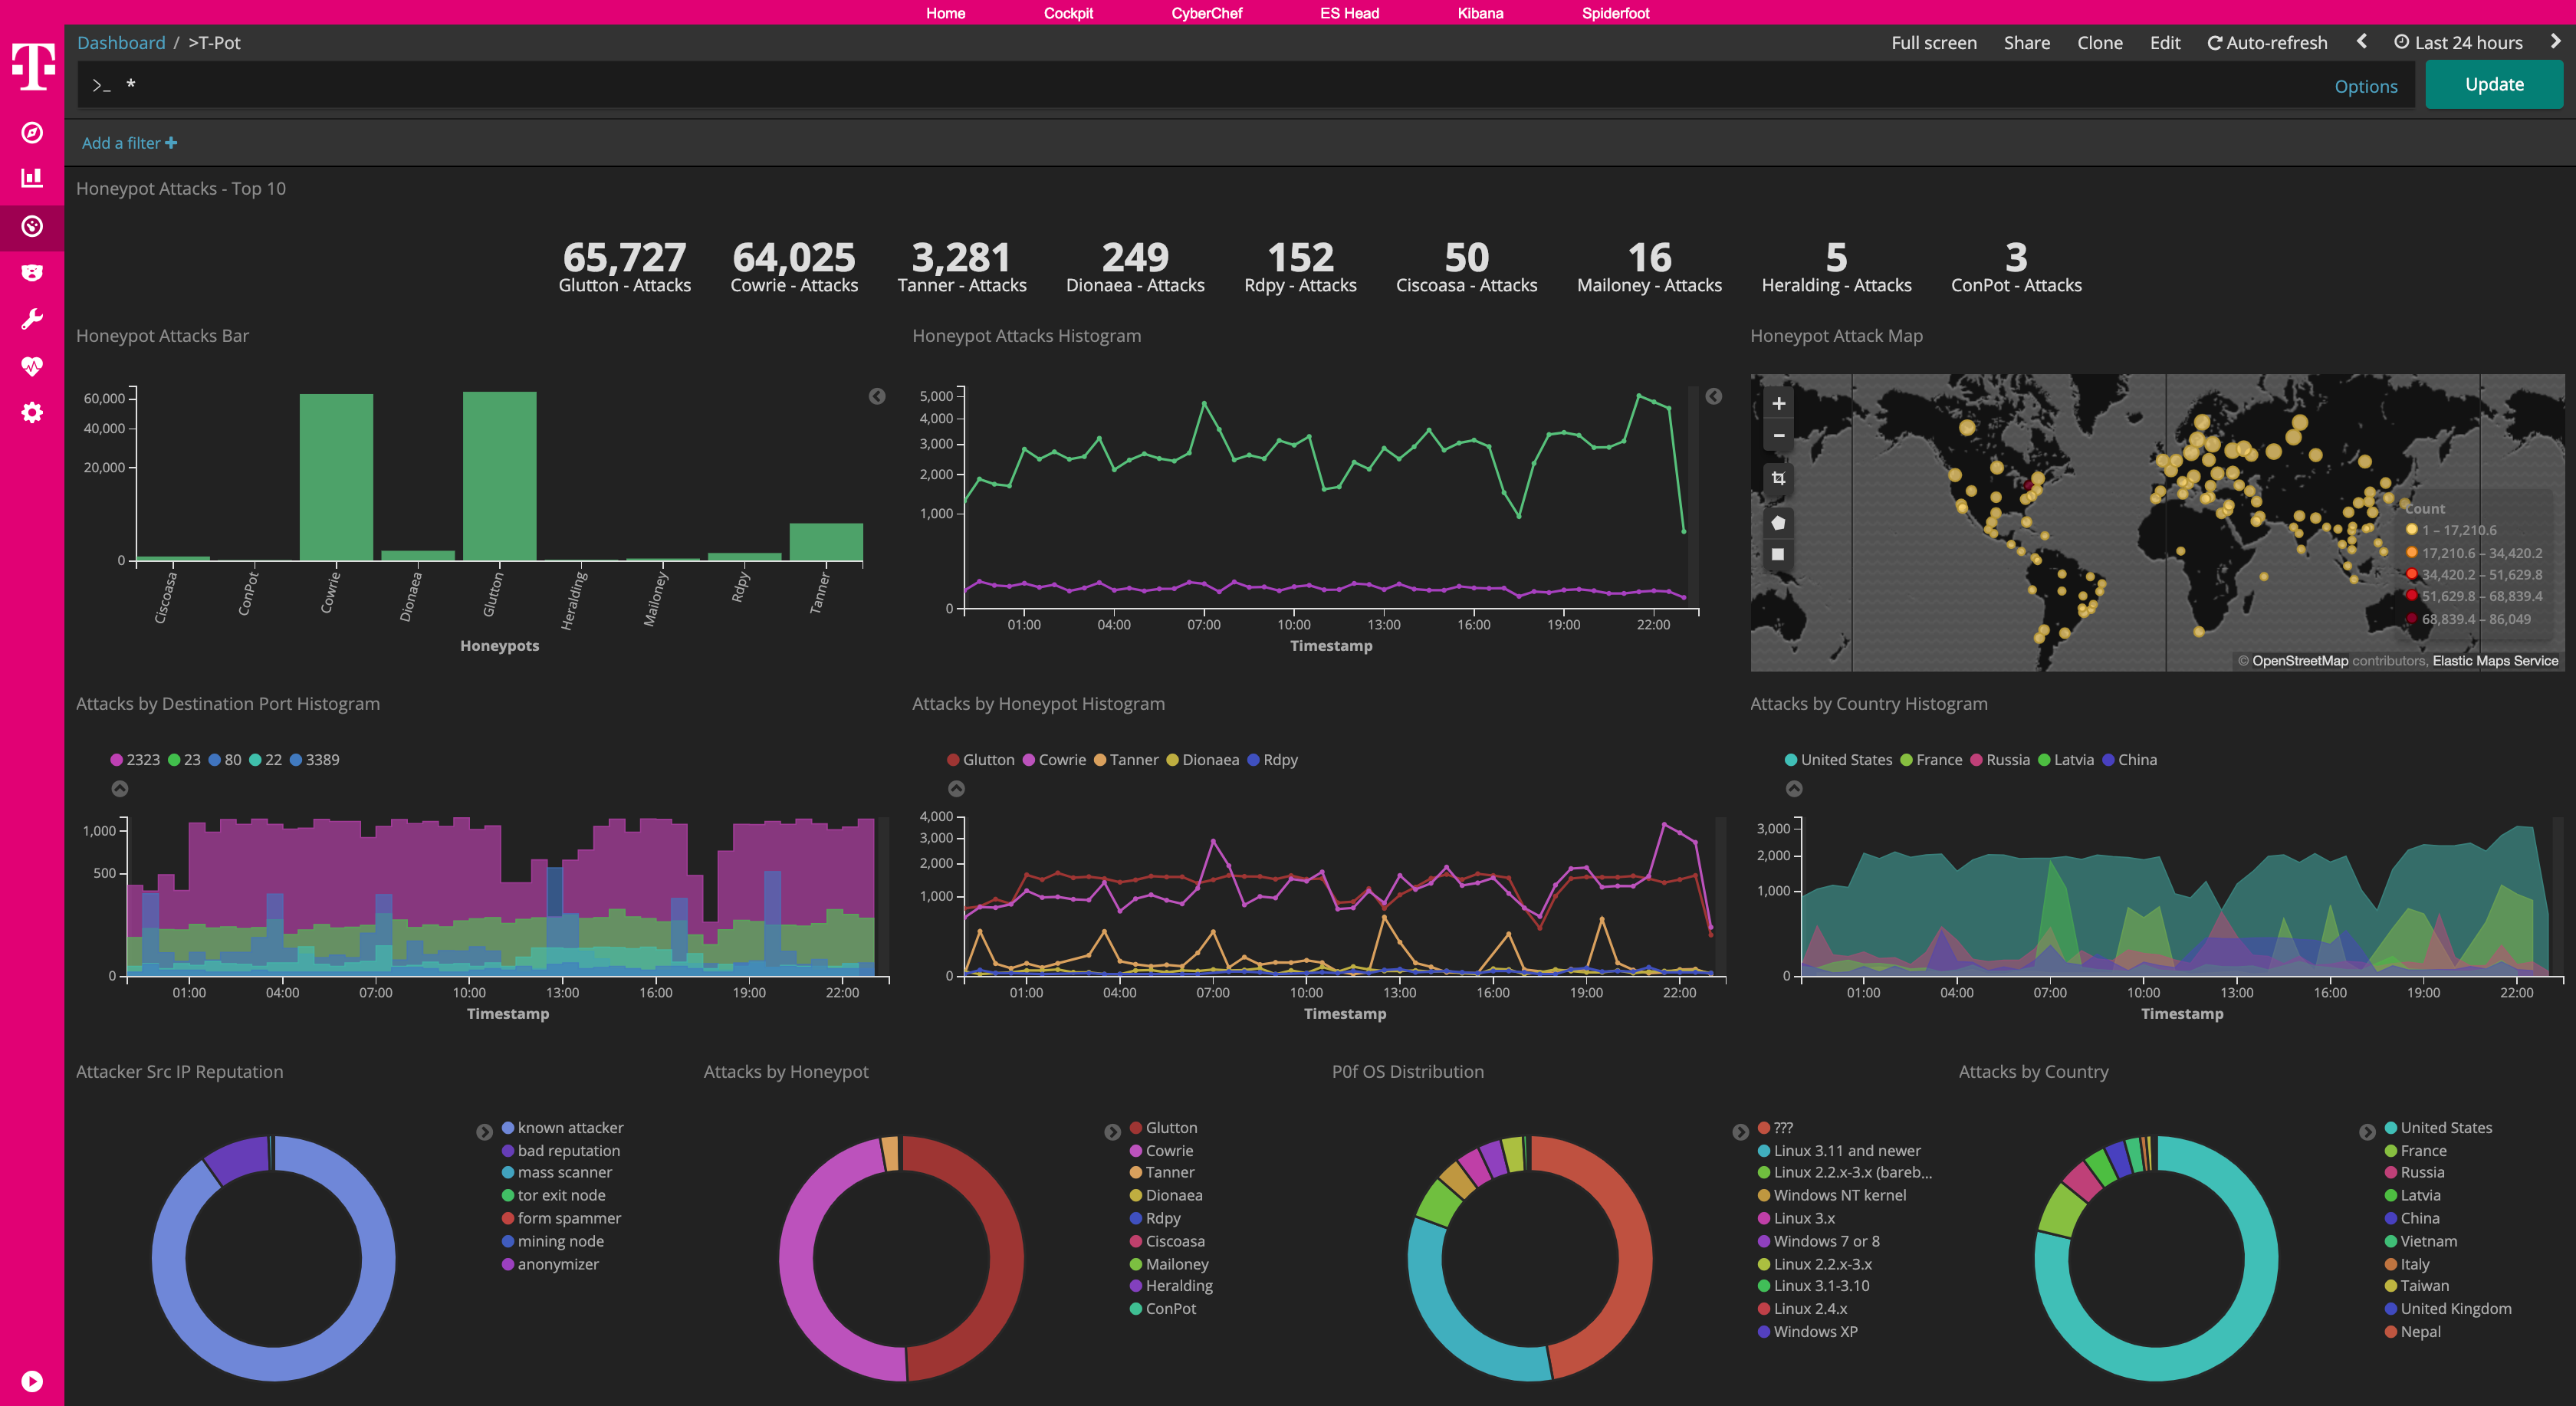 Home Cockpit CyberChef ES Head Kibana Spiderfoot
Dashboard / >T-Pot Full screen Share Clone Edit Auto-refresh Last 24 hours
>_ * Options Update
Add a filter +
Honeypot Attacks - Top 10
65,727 64,025 3,281 249 152 50 16 5 3
Glutton - Attacks Cowrie - Attacks Tanner - Attacks Dionaea - Attacks Rdpy - Attacks Ciscoasa - Attacks Mailoney - Attacks Heralding - Attacks ConPot - Attacks
Honeypot Attacks Bar
60,000
40,000
20,000
0
Ciscoasa ConPot Cowrie Dionaea Glutton Heralding Mailoney Rdpy Tanner
Honeypots
Honeypot Attacks Histogram
5,000
4,000
3,000
2,000
1,000
0
01:00 04:00 07:00 10:00 13:00 16:00 19:00 22:00
Timestamp
Honeypot Attack Map
+
−
Count
1 – 17,210.6
17,210.6 – 34,420.2
34,420.2 – 51,629.8
51,629.8 – 68,839.4
68,839.4 – 86,049
© OpenStreetMap contributors, Elastic Maps Service
Attacks by Destination Port Histogram
2323 23 80 22 3389
1,000
500
0
01:00 04:00 07:00 10:00 13:00 16:00 19:00 22:00
Timestamp
Attacks by Honeypot Histogram
Glutton Cowrie Tanner Dionaea Rdpy
4,000
3,000
2,000
1,000
0
01:00 04:00 07:00 10:00 13:00 16:00 19:00 22:00
Timestamp
Attacks by Country Histogram
United States France Russia Latvia China
3,000
2,000
1,000
0
01:00 04:00 07:00 10:00 13:00 16:00 19:00 22:00
Timestamp
Attacker Src IP Reputation
known attacker
bad reputation
mass scanner
tor exit node
form spammer
mining node
anonymizer
Attacks by Honeypot
Glutton
Cowrie
Tanner
Dionaea
Rdpy
Ciscoasa
Mailoney
Heralding
ConPot
P0f OS Distribution
???
Linux 3.11 and newer
Linux 2.2.x-3.x (bareb...
Windows NT kernel
Linux 3.x
Windows 7 or 8
Linux 2.2.x-3.x
Linux 3.1-3.10
Linux 2.4.x
Windows XP
Attacks by Country
United States
France
Russia
Latvia
China
Vietnam
Italy
Taiwan
United Kingdom
Nepal